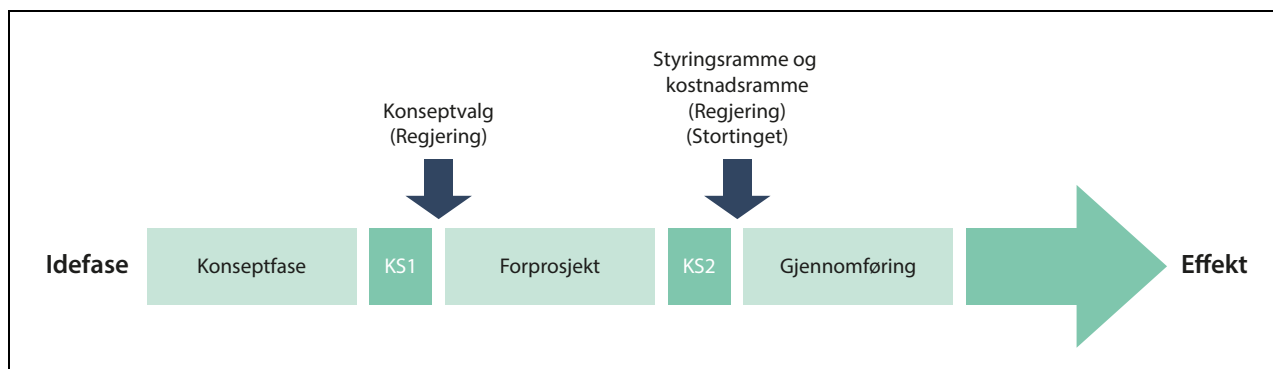 Styringsramme og
kostnadsramme
(Regjering)
(Stortinget)
Konseptvalg
(Regjering)
Idefase
Konseptfase
KS1
Forprosjekt
KS2
Gjennomføring
Effekt